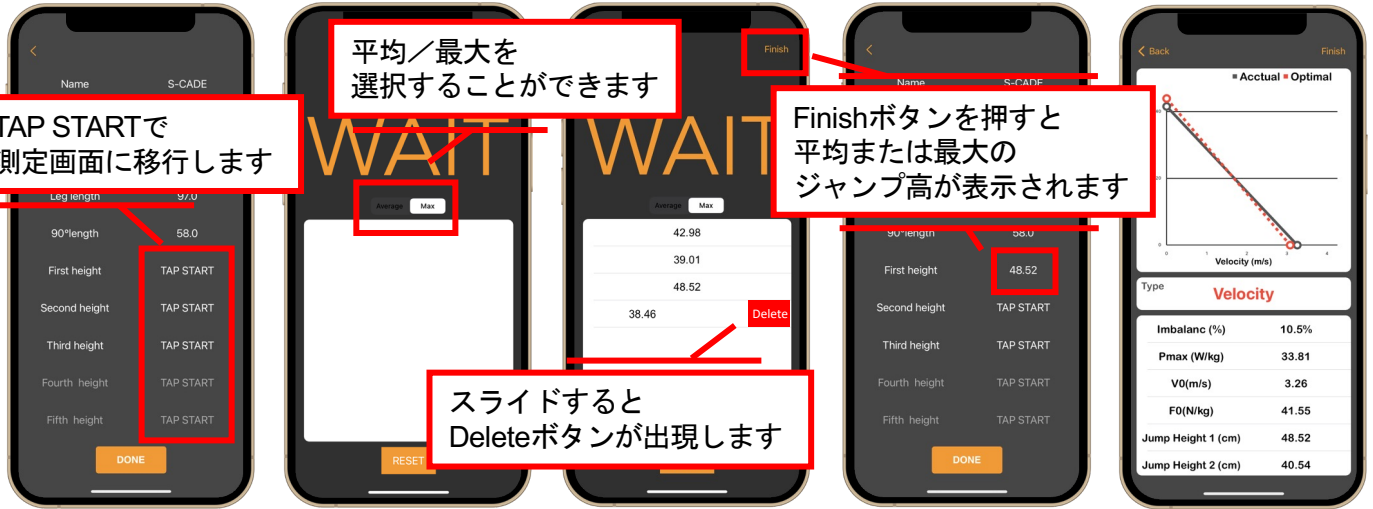 Name S-CADE
TAP STARTで
測定画面に移行します
Leg length 97.0
90°length 58.0
First height TAP START
Second height TAP START
Third height TAP START
Fourth height TAP START
Fifth height TAP START
DONE
平均／最大を
選択することができます
WAIT
Average Max
RESET
Finish
WAIT
Average Max
42.98
39.01
48.52
38.46 Delete
スライドすると
Deleteボタンが出現します
Name S-CADE
Finishボタンを押すと
平均または最大の
ジャンプ高が表示されます
90°length 58.0
First height 48.52
Second height TAP START
Third height TAP START
Fourth height TAP START
Fifth height TAP START
DONE
Back Finish
Acctual Optimal
0
0 1 3 4
Velocity (m/s)
Type
Velocity
Imbalanc (%) 10.5%
Pmax (W/kg) 33.81
V0(m/s) 3.26
F0(N/kg) 41.55
Jump Height 1 (cm) 48.52
Jump Height 2 (cm) 40.54